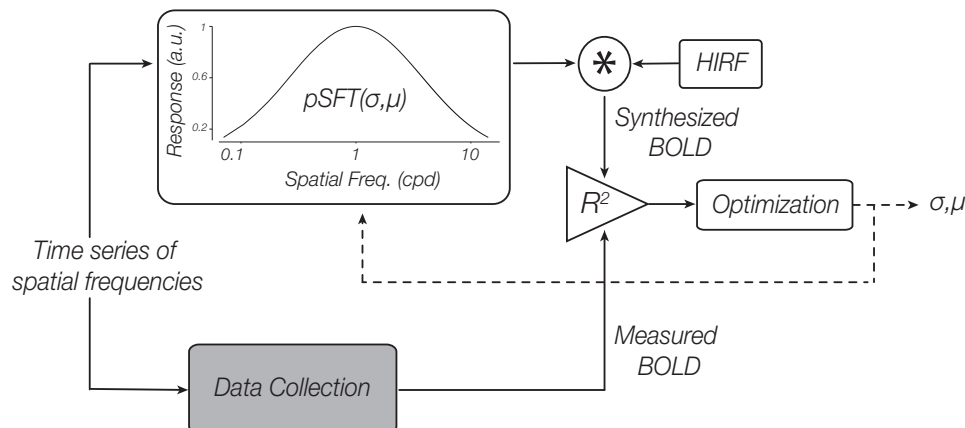 Response (a.u.)
1
0.6
0.2
pSFT(σ,μ)
0.1
1
10
Spatial Freq. (cpd)
*
HIRF
Synthesized
BOLD
R²
Optimization
σ,μ
Time series of
spatial frequencies
Measured
BOLD
Data Collection